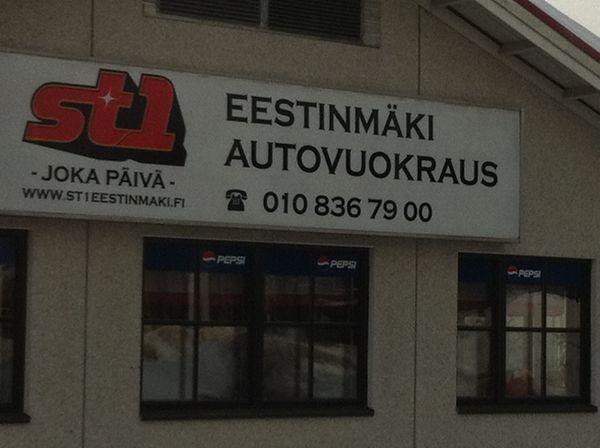 st1
- JOKA PÄIVÄ -
WWW.ST1EESTINMAKI.FI
EESTINMÄKI
AUTOVUOKRAUS
☎ 010 836 79 00
PEPSI
PEPSI
PEPSI